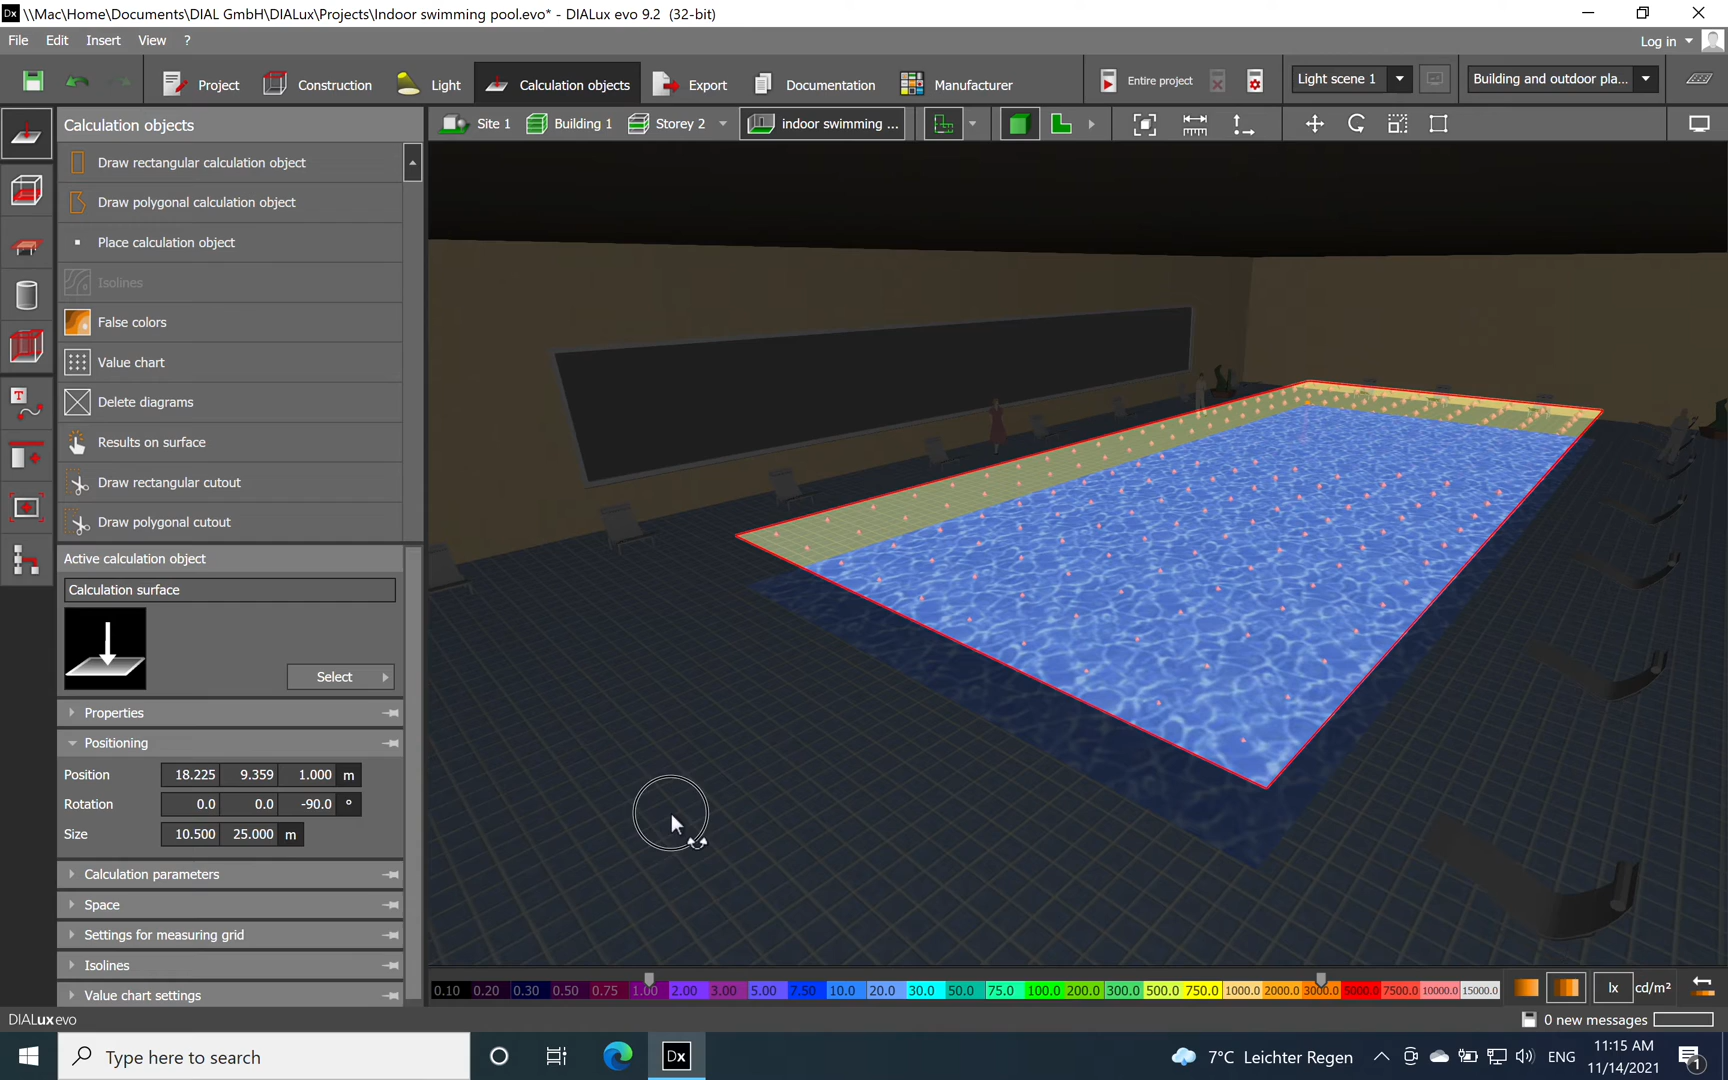 Dx \\Mac\Home\Documents\DIAL GmbH\DIALux\Projects\Indoor swimming pool.evo* - DIALux evo 9.2 (32-bit)
File Edit Insert View ? Log in
Project Construction Light Calculation objects Export Documentation Manufacturer Entire project Light scene 1 Building and outdoor pla...
Calculation objects
Site 1 Building 1 Storey 2 indoor swimming ...
Draw rectangular calculation object
Draw polygonal calculation object
Place calculation object
Isolines
False colors
Value chart
Delete diagrams
Results on surface
Draw rectangular cutout
Draw polygonal cutout
Active calculation object
Calculation surface
Select
Properties
Positioning
Position 18.225 9.359 1.000 m
Rotation 0.0 0.0 -90.0 °
Size 10.500 25.000 m
Calculation parameters
Space
Settings for measuring grid
Isolines
Value chart settings
0.10 0.20 0.30 0.50 0.75 1.00 2.00 3.00 5.00 7.50 10.0 20.0 30.0 50.0 75.0 100.0 200.0 300.0 500.0 750.0 1000.0 2000.0 3000.0 5000.0 7500.0 10000.0 15000.0 lx cd/m²
DIALux evo 0 new messages
Type here to search Dx 7°C Leichter Regen ENG 11:15 AM
11/14/2021 1